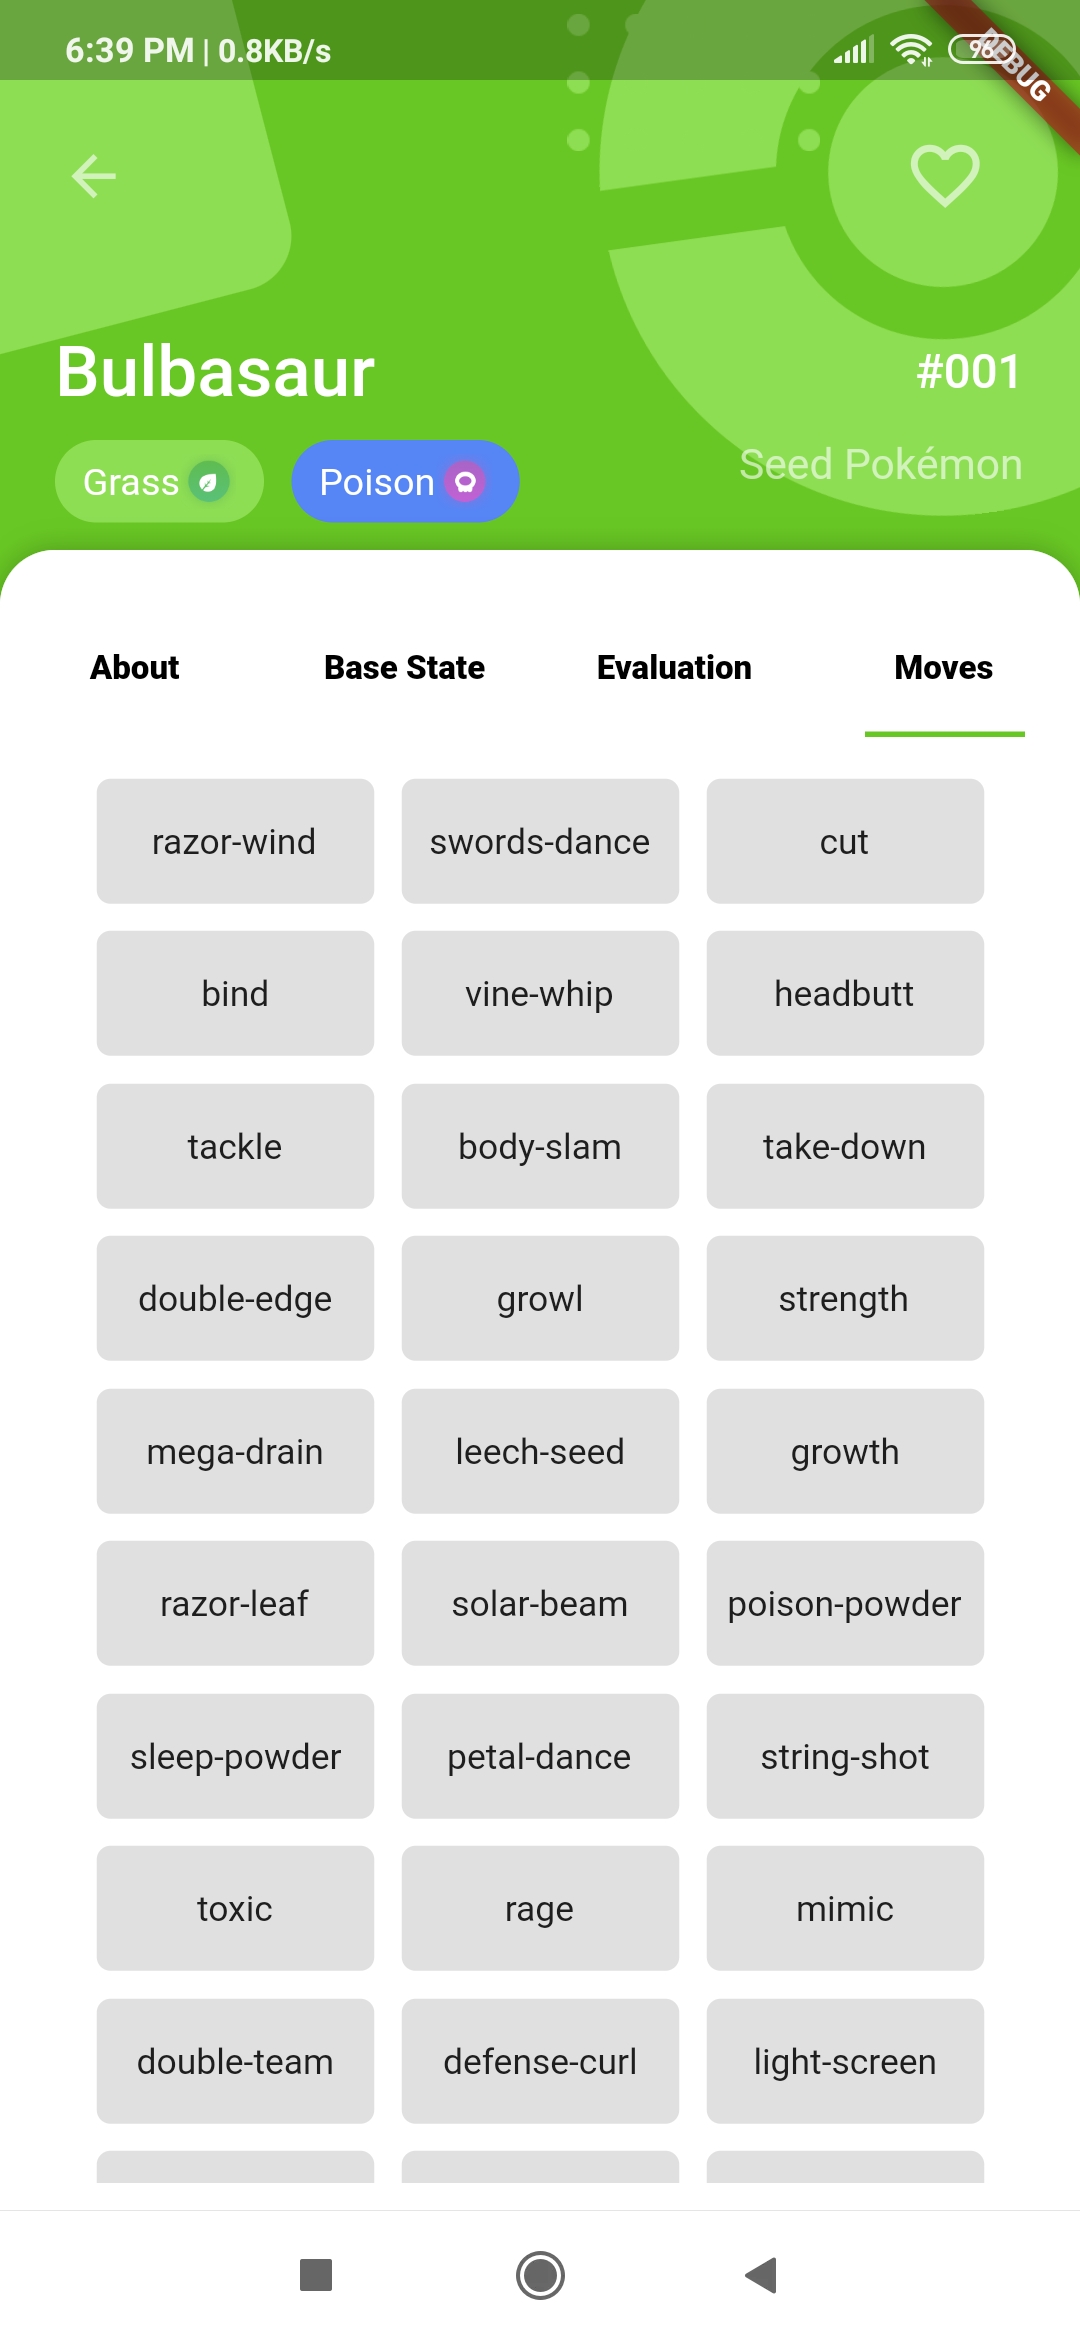 6:39 PM | 0.8KB/s
96
DEBUG
Bulbasaur
#001
Grass
Poison
Seed Pokémon
About
Base State
Evaluation
Moves
razor-wind
swords-dance
cut
bind
vine-whip
headbutt
tackle
body-slam
take-down
double-edge
growl
strength
mega-drain
leech-seed
growth
razor-leaf
solar-beam
poison-powder
sleep-powder
petal-dance
string-shot
toxic
rage
mimic
double-team
defense-curl
light-screen